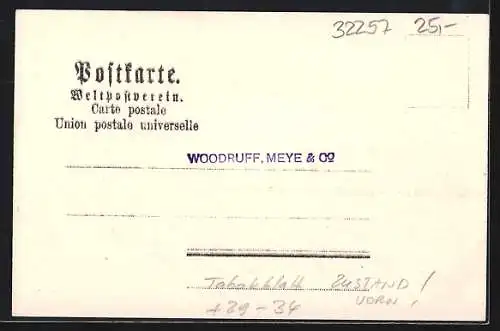 32257 25,-
Postkarte.
Weltpostverein.
Carte postale
Union postale universelle
WOODRUFF, MEYE & Co
Tabakblatt ZUSTAND!
VORN!
+29-34